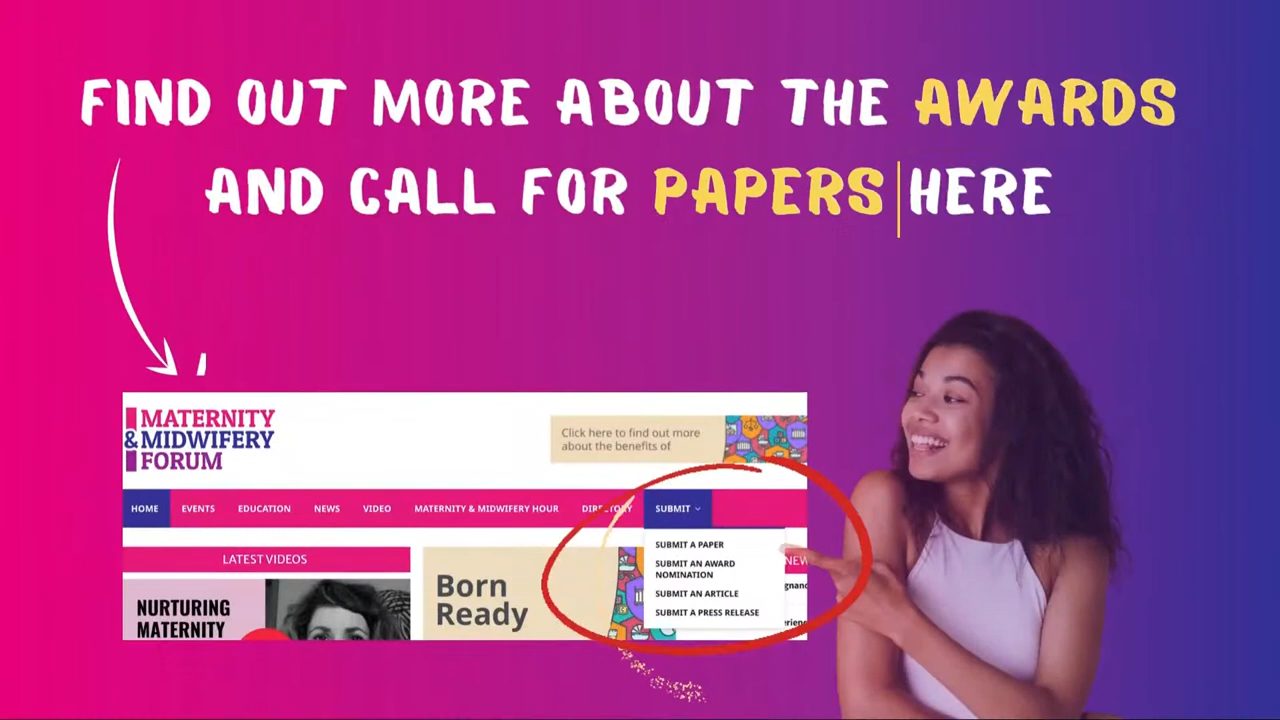 FIND OUT MORE ABOUT THE AWARDS
AND CALL FOR PAPERS HERE
MATERNITY
& MIDWIFERY
FORUM
Click here to find out more
about the benefits of
HOME EVENTS EDUCATION NEWS VIDEO MATERNITY & MIDWIFERY HOUR DIRECTORY SUBMIT
SUBMIT A PAPER
SUBMIT AN AWARD
NOMINATION
SUBMIT AN ARTICLE
SUBMIT A PRESS RELEASE
LATEST VIDEOS
NURTURING
MATERNITY
Born
Ready
NEW